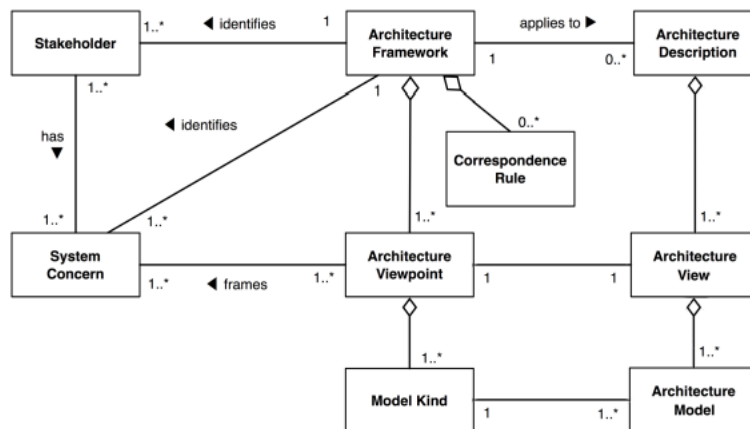 1..*
◄ identifies
1
applies to ►
Stakeholder
Architecture
Framework
Architecture
Description
1..*
1
1
0..*
has
▼
◄ identifies
0..*
Correspondence
Rule
1..*
1..*
1..*
1..*
System
Concern
Architecture
Viewpoint
Architecture
View
1..*
◄ frames
1..*
1
1
1..*
1..*
Model Kind
Architecture
Model
1
1..*